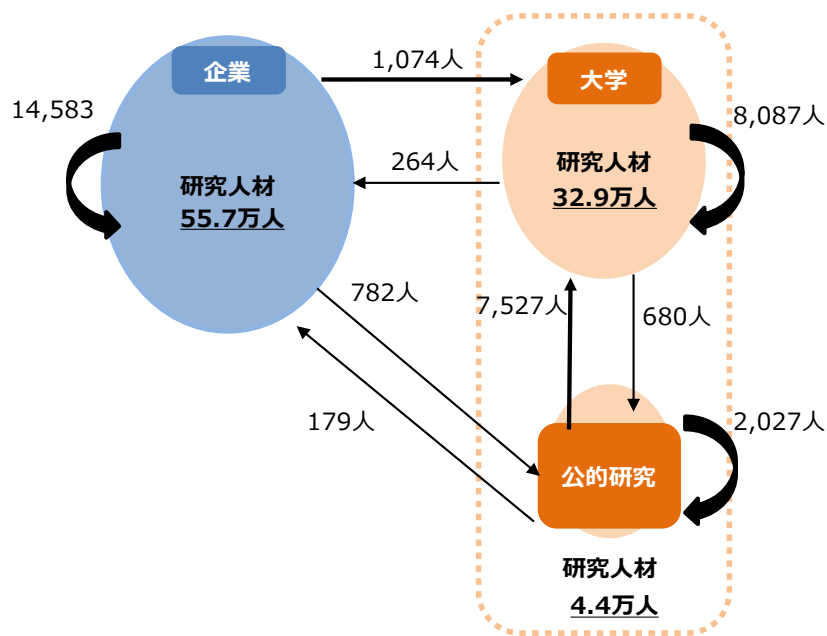 企業
1,074人
大学
14,583
8,087人
264人
研究人材
32.9万人
研究人材
55.7万人
782人
7,527人
680人
179人
2,027人
公的研究
研究人材
4.4万人